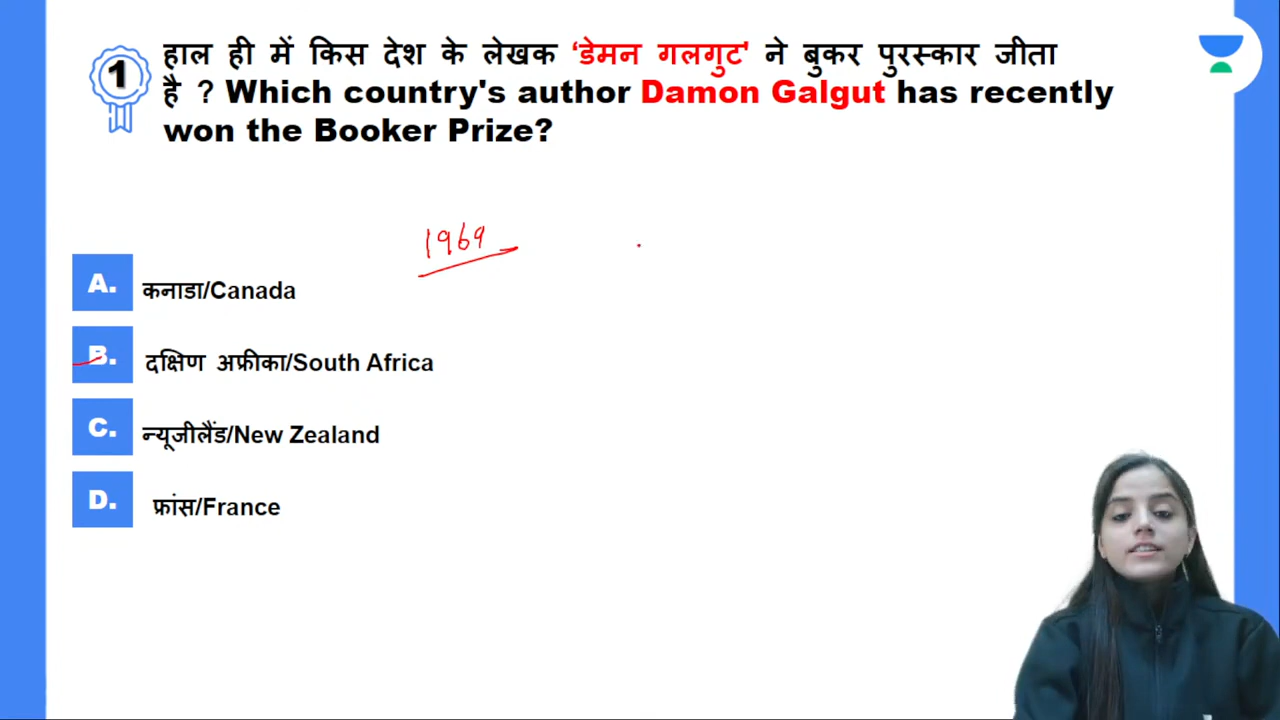 1
हाल ही में किस देश के लेखक ‘डेमन गलगुट' ने बुकर पुरस्कार जीता
है ? Which country's author Damon Galgut has recently
won the Booker Prize?
1969
A. कनाडा/Canada
B. दक्षिण अफ्रीका/South Africa
C. न्यूजीलैंड/New Zealand
D. फ्रांस/France